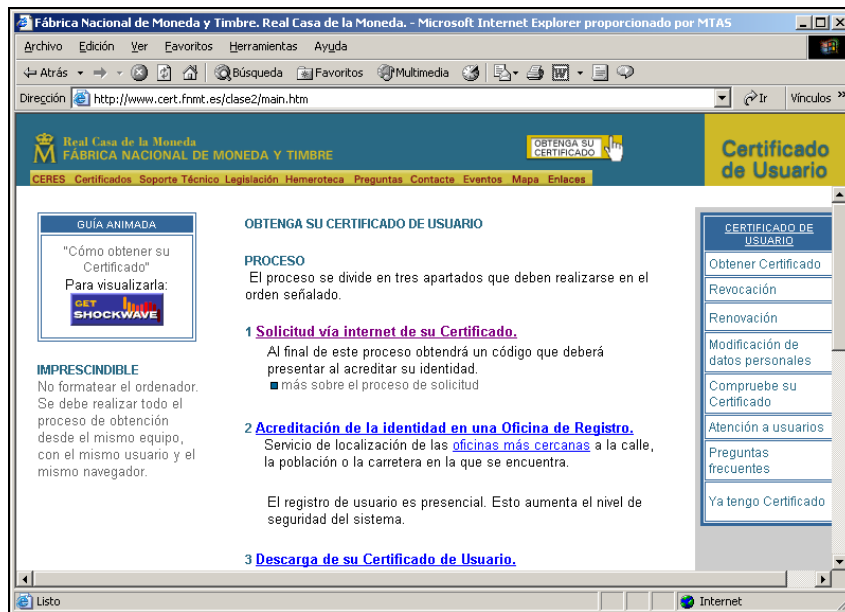 Fábrica Nacional de Moneda y Timbre. Real Casa de la Moneda. - Microsoft Internet Explorer proporcionado por MTAS
Archivo Edición Ver Favoritos Herramientas Ayuda
Atrás Búsqueda Favoritos Multimedia
Dirección http://www.cert.fnmt.es/clase2/main.htm Ir Vínculos »
Real Casa de la Moneda
FÁBRICA NACIONAL DE MONEDA Y TIMBRE
OBTENGA SU
CERTIFICADO
Certificado
de Usuario
CERES Certificados Soporte Técnico Legislación Hemeroteca Preguntas Contacte Eventos Mapa Enlaces
GUÍA ANIMADA
"Cómo obtener su
Certificado"
Para visualizarla:
GET
SHOCKWAVE
IMPRESCINDIBLE
No formatear el ordenador.
Se debe realizar todo el
proceso de obtención
desde el mismo equipo,
con el mismo usuario y el
mismo navegador.
OBTENGA SU CERTIFICADO DE USUARIO
PROCESO
El proceso se divide en tres apartados que deben realizarse en el
orden señalado.
1 Solicitud vía internet de su Certificado.
Al final de este proceso obtendrá un código que deberá
presentar al acreditar su identidad.
más sobre el proceso de solicitud
2 Acreditación de la identidad en una Oficina de Registro.
Servicio de localización de las oficinas más cercanas a la calle,
la población o la carretera en la que se encuentra.
El registro de usuario es presencial. Esto aumenta el nivel de
seguridad del sistema.
3 Descarga de su Certificado de Usuario.
CERTIFICADO DE
USUARIO
Obtener Certificado
Revocación
Renovación
Modificación de
datos personales
Compruebe su
Certificado
Atención a usuarios
Preguntas
frecuentes
Ya tengo Certificado
Listo Internet